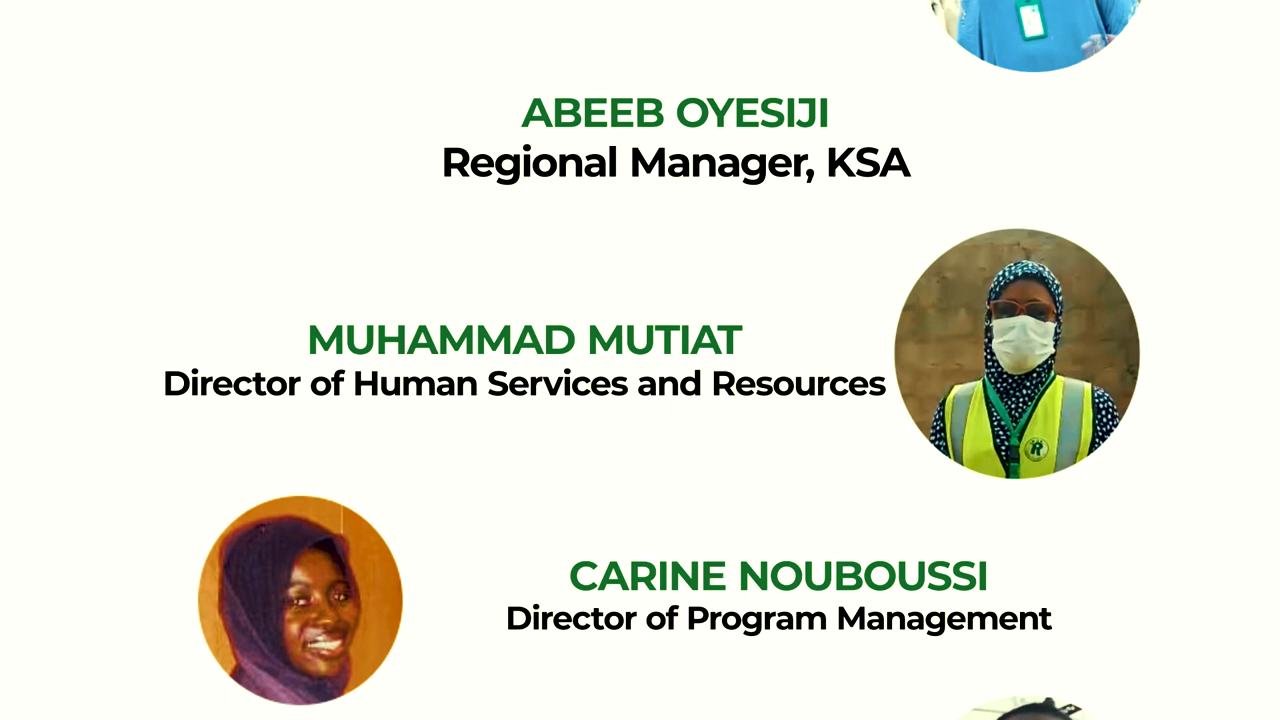 ABEEB OYESIJI
Regional Manager, KSA
MUHAMMAD MUTIAT
Director of Human Services and Resources
CARINE NOUBOUSSI
Director of Program Management